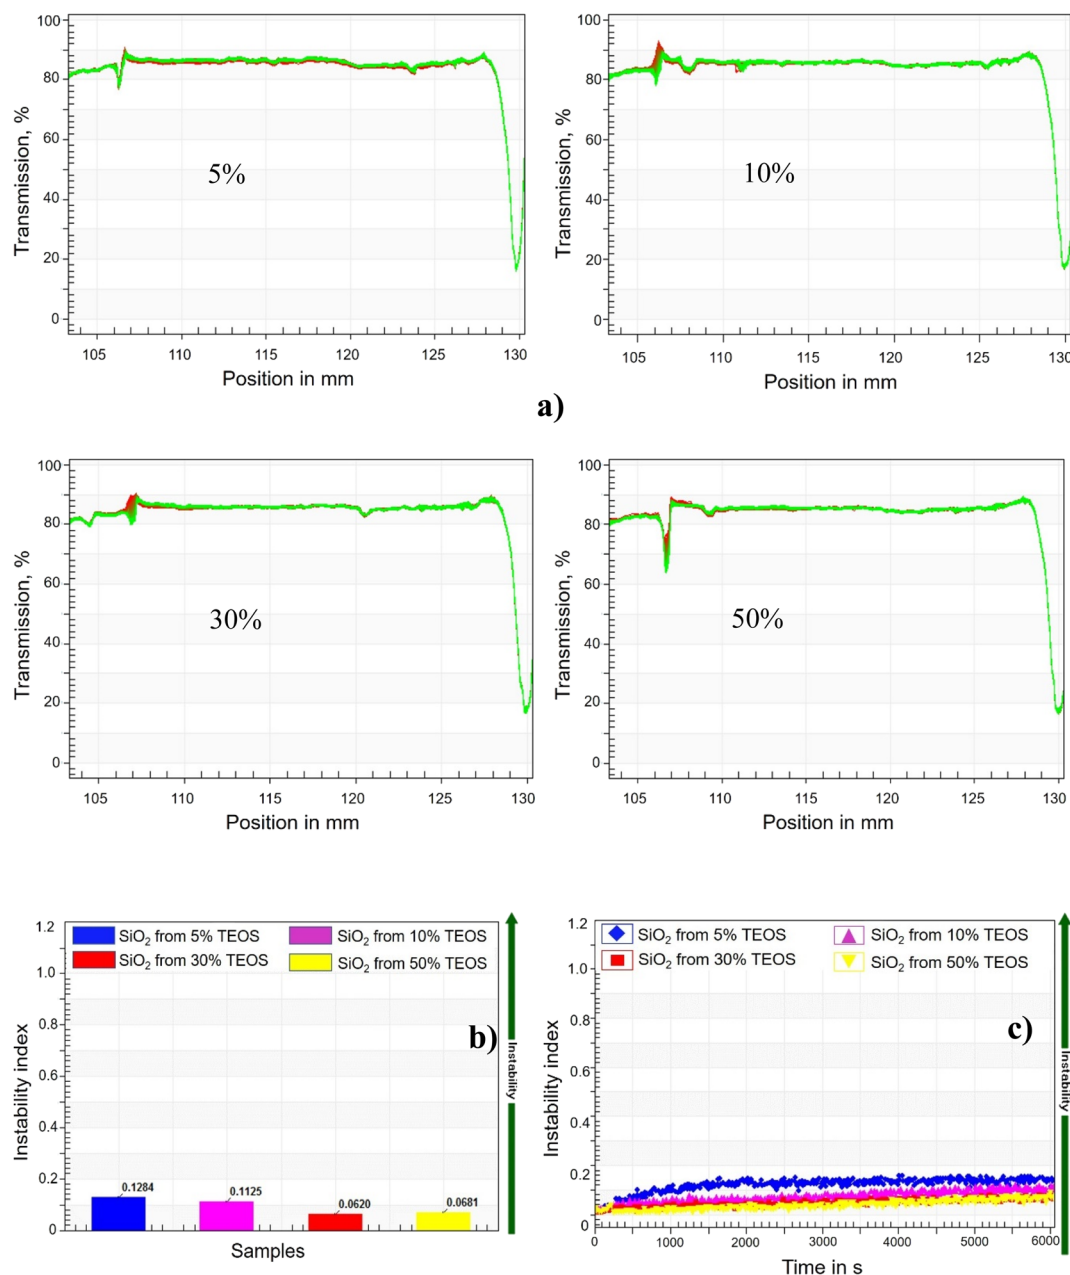 100
80
60
40
20
0
Transmission, %
5%
105 110 115 120 125 130
Position in mm
100
80
60
40
20
0
Transmission, %
10%
105 110 115 120 125 130
Position in mm
a)
100
80
60
40
20
0
Transmission, %
30%
105 110 115 120 125 130
Position in mm
100
80
60
40
20
0
Transmission, %
50%
105 110 115 120 125 130
Position in mm
1.2
1.0
0.8
0.6
0.4
0.2
0
Instability index
SiO2 from 5% TEOS
SiO2 from 10% TEOS
SiO2 from 30% TEOS
SiO2 from 50% TEOS
b)
Instability
0.1284
0.1125
0.0620
0.0681
Samples
1.2
1.0
0.8
0.6
0.4
0.2
0
Instability index
SiO2 from 5% TEOS
SiO2 from 10% TEOS
SiO2 from 30% TEOS
SiO2 from 50% TEOS
c)
Instability
0 1000 2000 3000 4000 5000 6000
Time in s